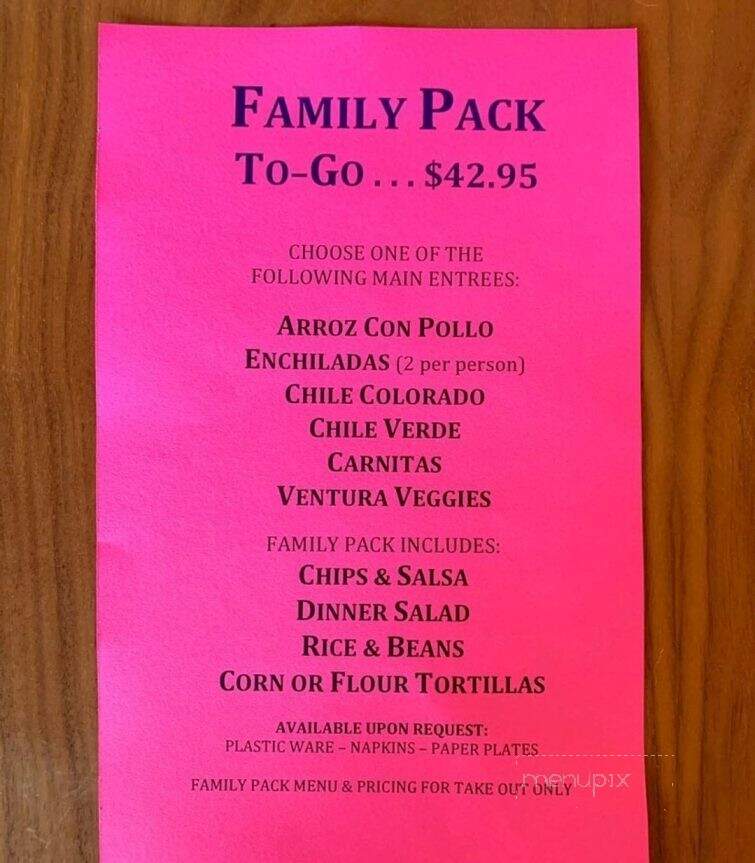 FAMILY PACK
TO–GO . . . $42.95
CHOOSE ONE OF THE
FOLLOWING MAIN ENTREES:
ARROZ CON POLLO
ENCHILADAS (2 per person)
CHILE COLORADO
CHILE VERDE
CARNITAS
VENTURA VEGGIES
FAMILY PACK INCLUDES:
CHIPS & SALSA
DINNER SALAD
RICE & BEANS
CORN OR FLOUR TORTILLAS
AVAILABLE UPON REQUEST:
PLASTIC WARE – NAPKINS – PAPER PLATES
menupix
FAMILY PACK MENU & PRICING FOR TAKE OUT ONLY